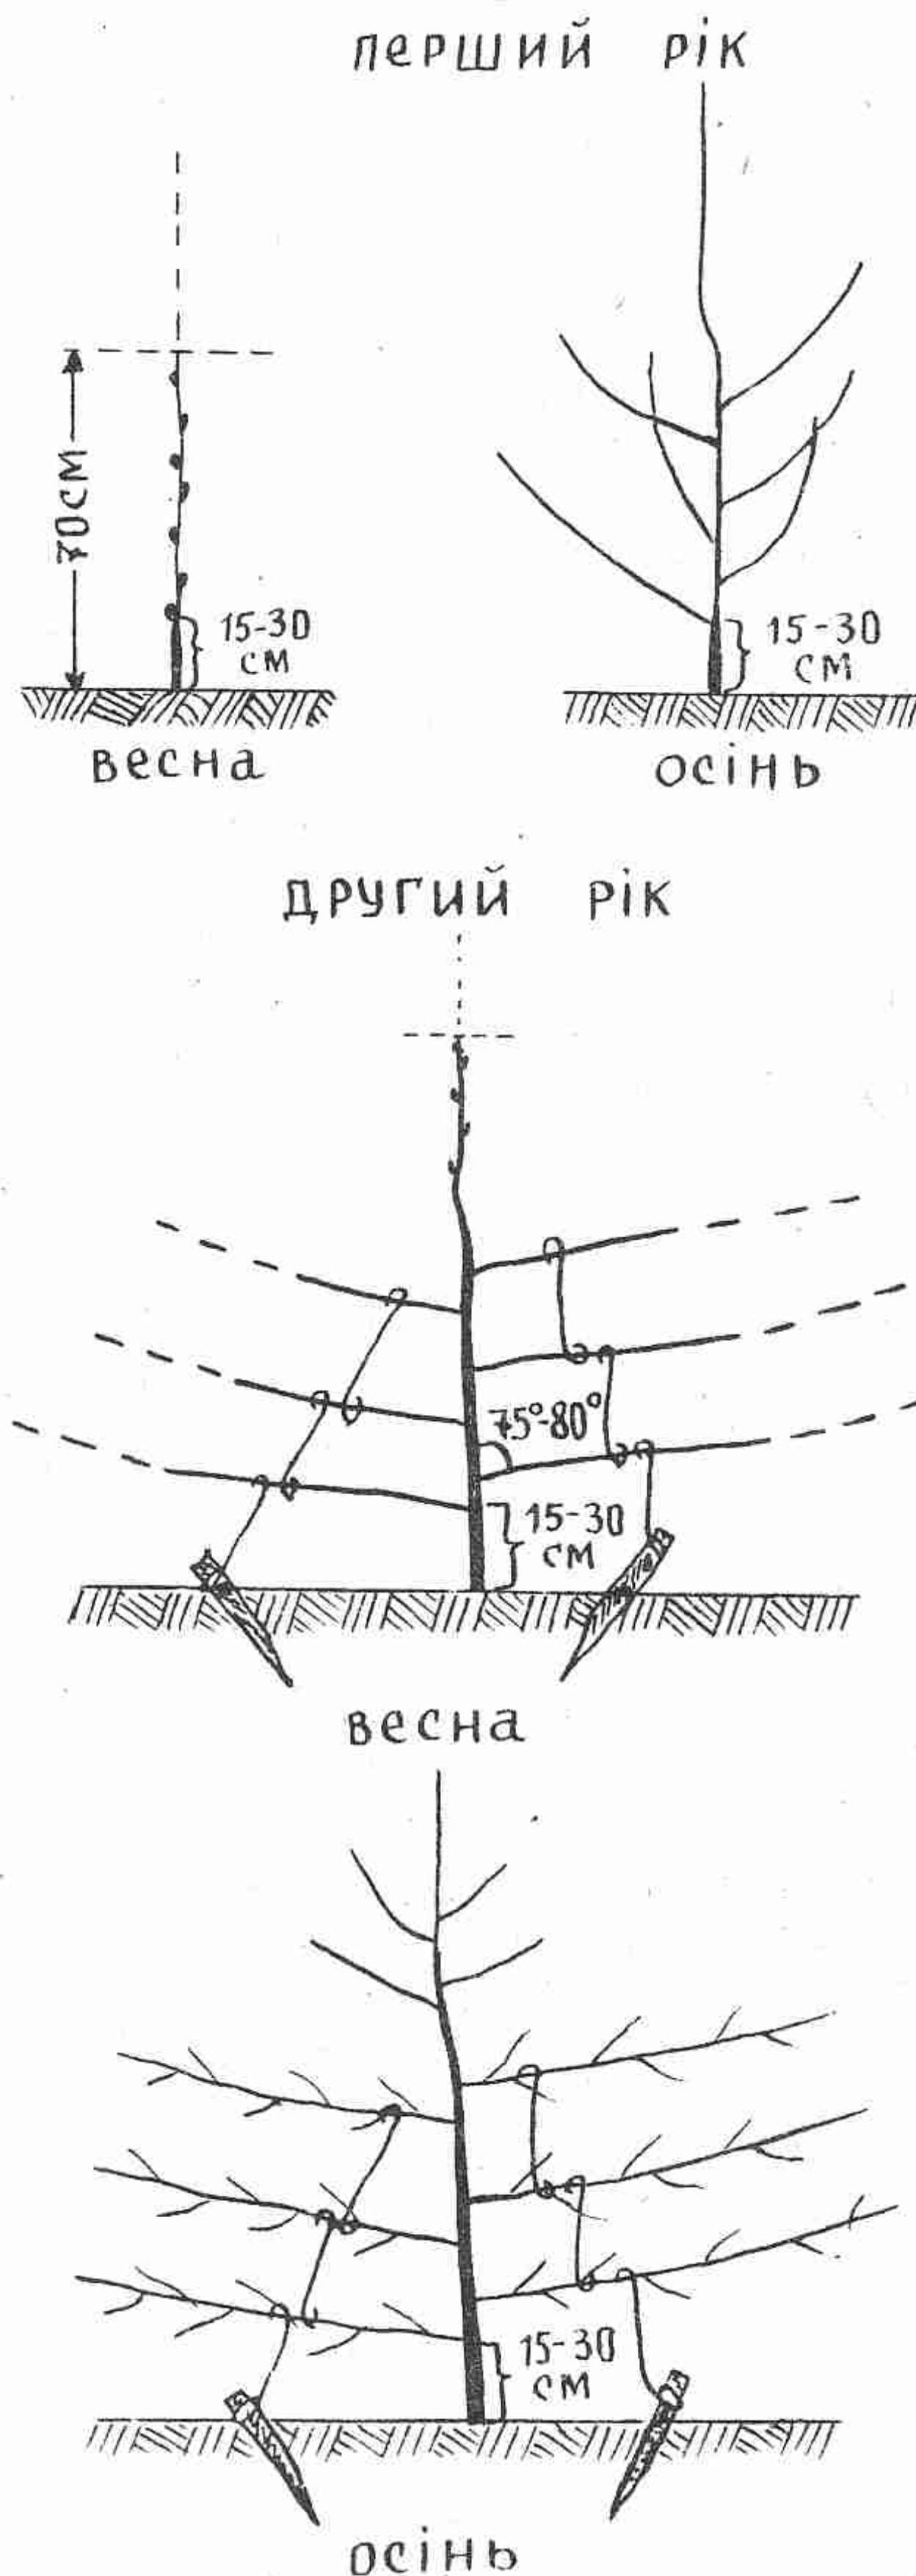 перший рік
70см
15-30
см
15-30
см
весна
осінь
другий рік
75°-80°
15-30
см
весна
15-30
см
осінь